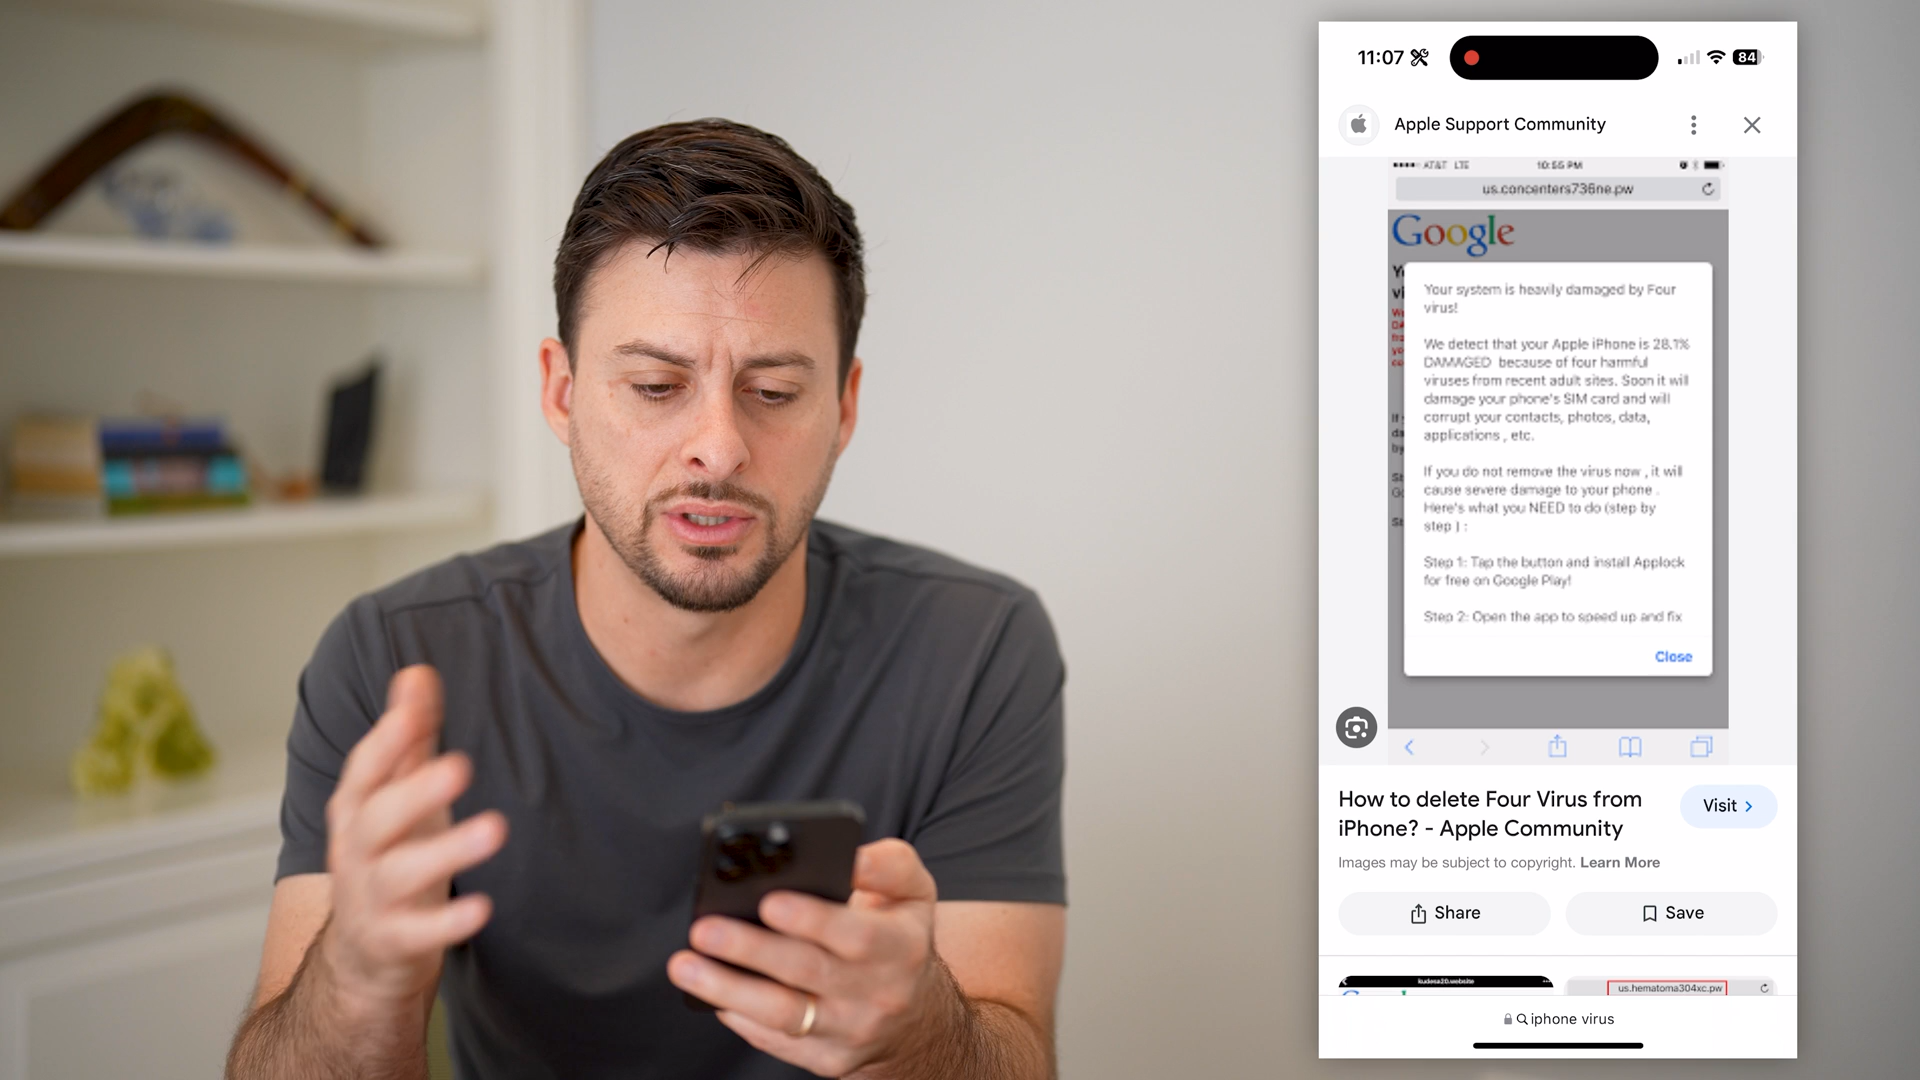 11:07
84
Apple Support Community
AT&T LTE
10:55 PM
us.concenters736ne.pw
Google
Your system is heavily damaged by Four
virus!
We detect that your Apple iPhone is 28.1%
DAMAGED because of four harmful
viruses from recent adult sites. Soon it will
damage your phone's SIM card and will
corrupt your contacts, photos, data,
applications , etc.
If you do not remove the virus now , it will
cause severe damage to your phone .
Here's what you NEED to do (step by
step ) :
Step 1: Tap the button and install Applock
for free on Google Play!
Step 2: Open the app to speed up and fix
Close
How to delete Four Virus from
iPhone? - Apple Community
Visit
Images may be subject to copyright. Learn More
Share
Save
us.hematoma304xc.pw
iphone virus